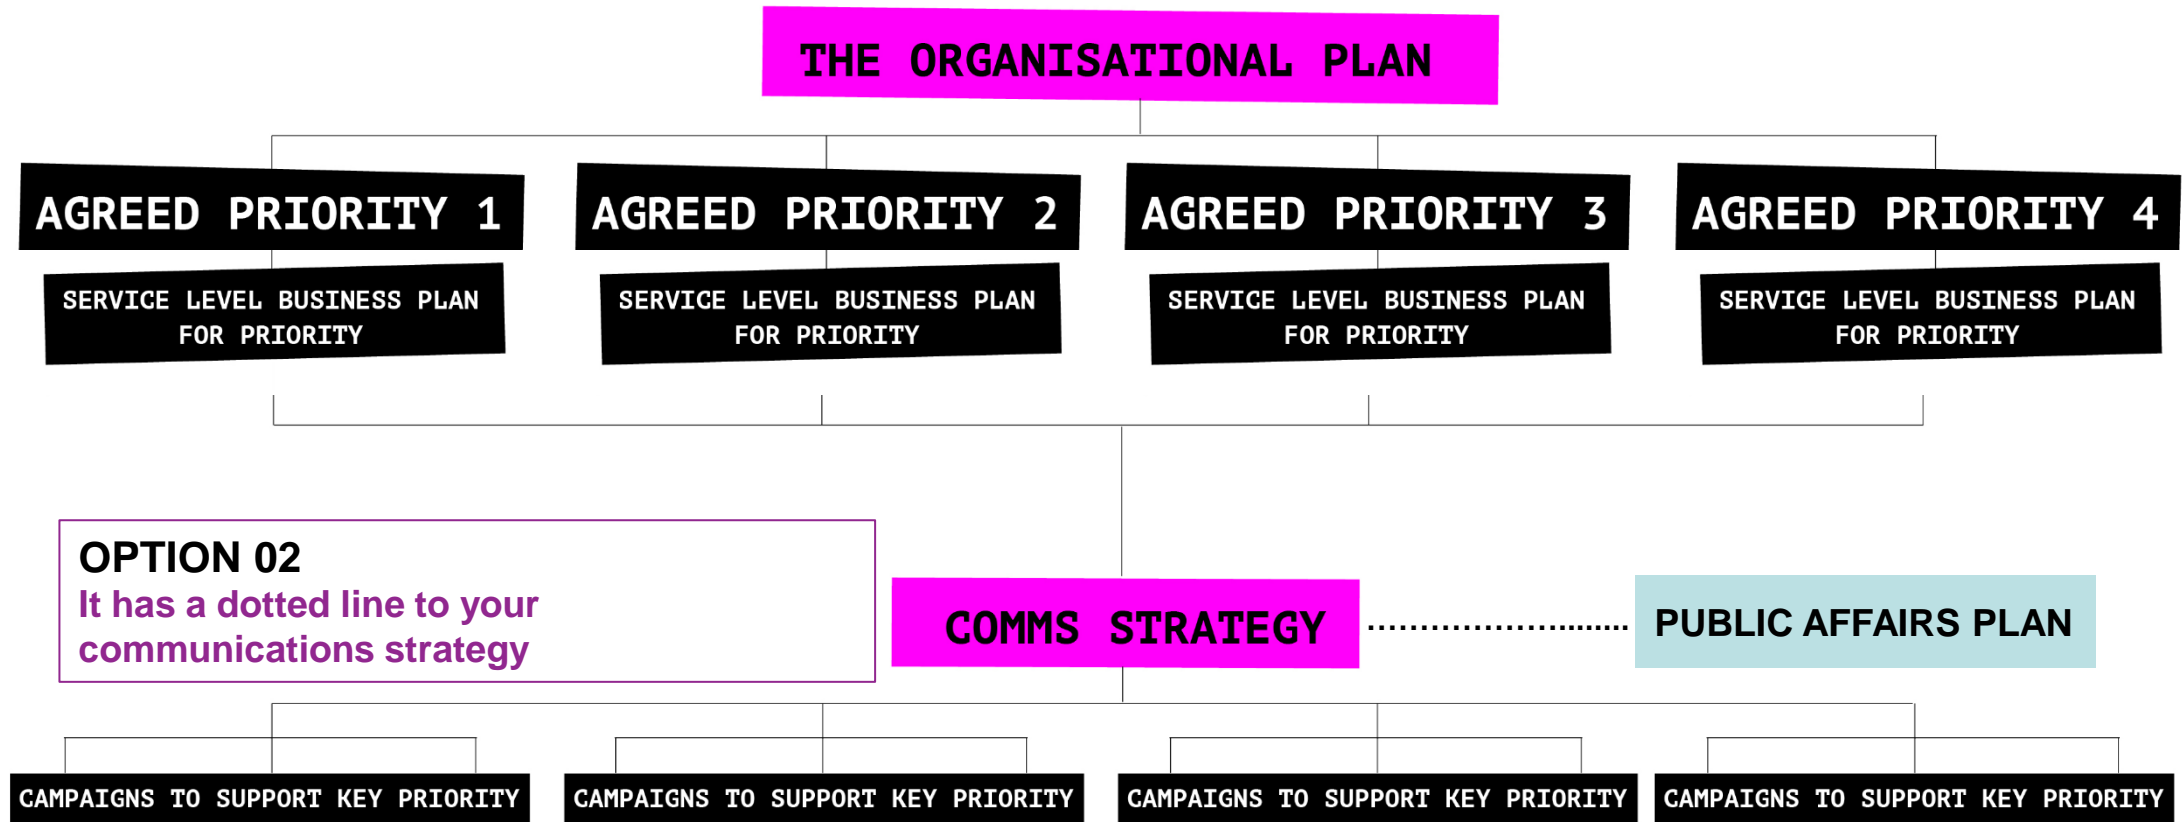 THE ORGANISATIONAL PLAN
AGREED PRIORITY 1
AGREED PRIORITY 2
AGREED PRIORITY 3
AGREED PRIORITY 4
SERVICE LEVEL BUSINESS PLAN
FOR PRIORITY
SERVICE LEVEL BUSINESS PLAN
FOR PRIORITY
SERVICE LEVEL BUSINESS PLAN
FOR PRIORITY
SERVICE LEVEL BUSINESS PLAN
FOR PRIORITY
OPTION 02
It has a dotted line to your
communications strategy
COMMS STRATEGY
PUBLIC AFFAIRS PLAN
CAMPAIGNS TO SUPPORT KEY PRIORITY
CAMPAIGNS TO SUPPORT KEY PRIORITY
CAMPAIGNS TO SUPPORT KEY PRIORITY
CAMPAIGNS TO SUPPORT KEY PRIORITY